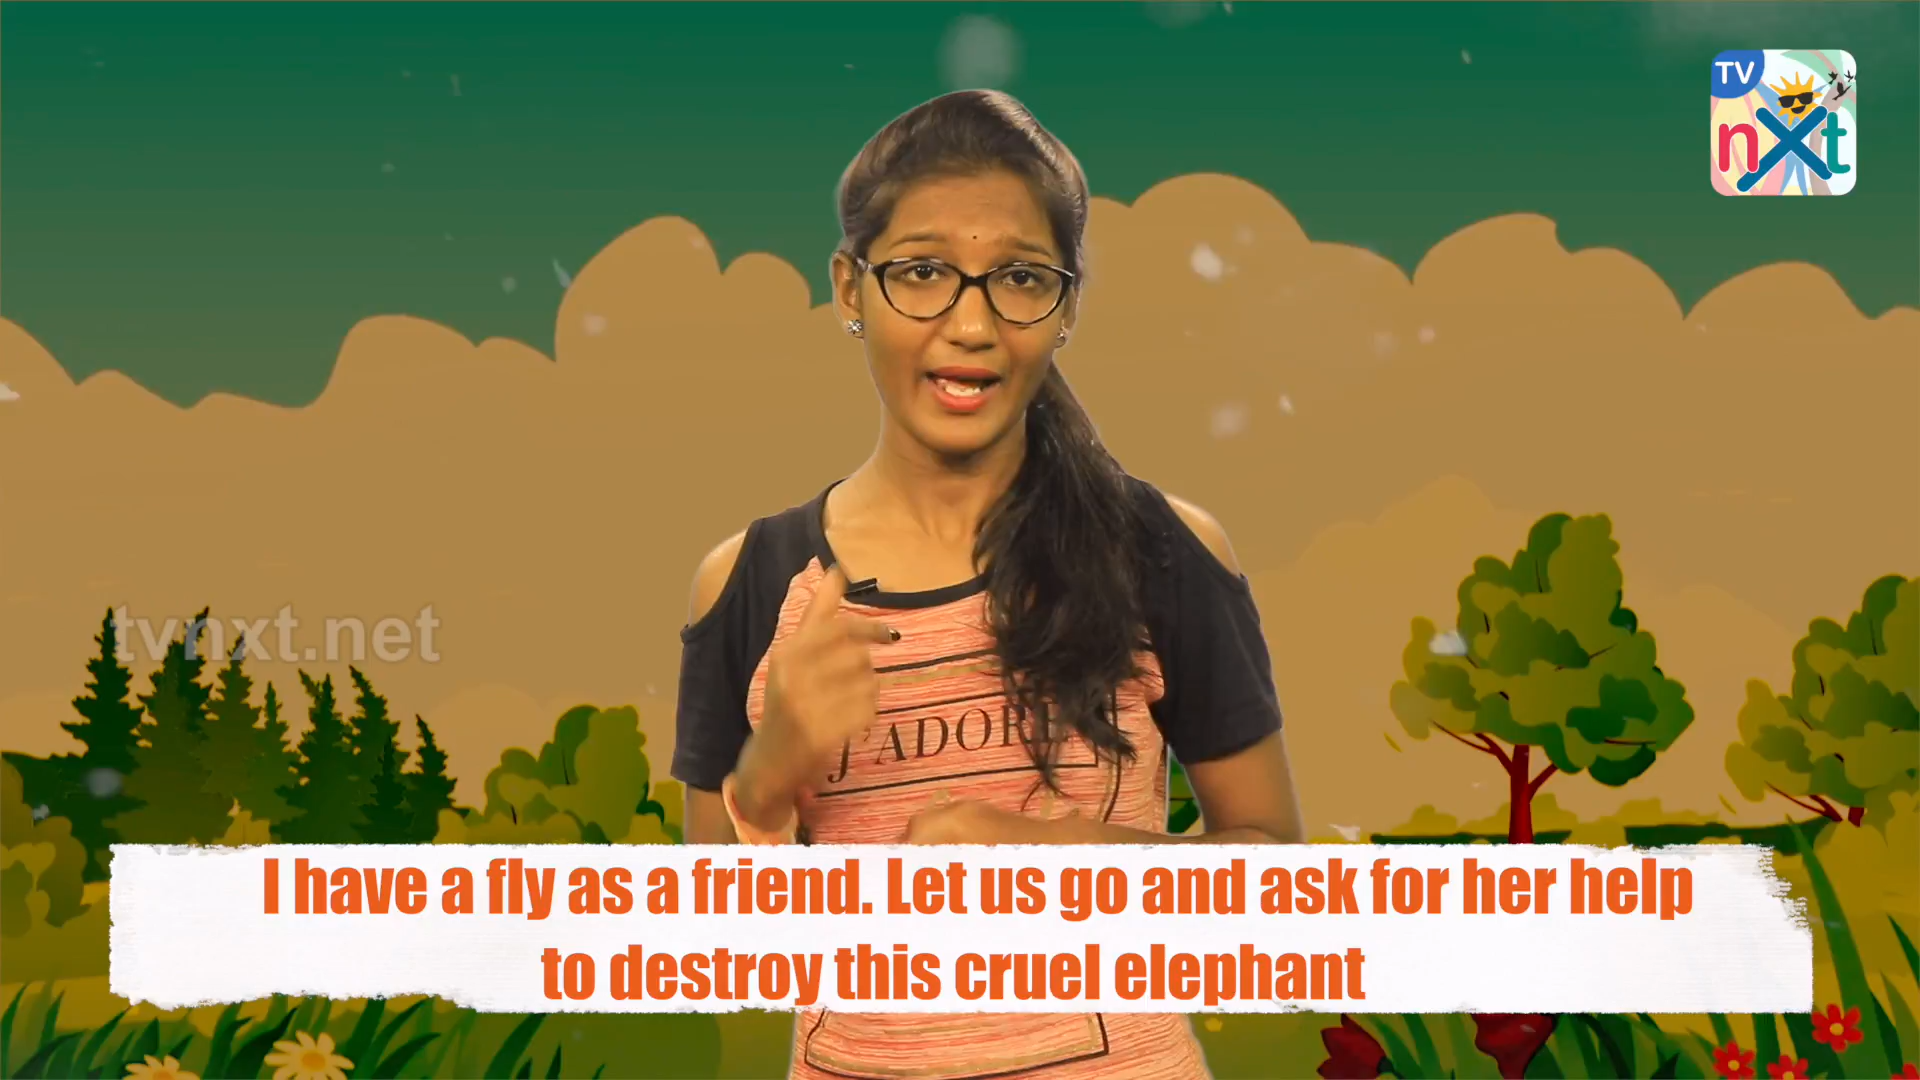 TV
nxt
tvnxt.net
J'ADORE
I have a fly as a friend. Let us go and ask for her help
to destroy this cruel elephant